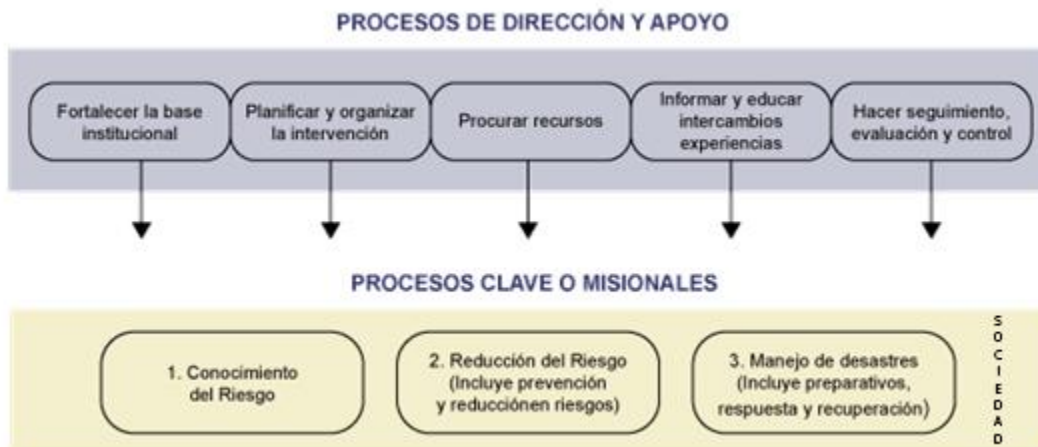 PROCESOS DE DIRECCIÓN Y APOYO
Fortalecer la base
institucional
Planificar y organizar
la intervención
Procurar recursos
Informar y educar
intercambios
experiencias
Hacer seguimiento,
evaluación y control
PROCESOS CLAVE O MISIONALES
1. Conocimiento
del Riesgo
2. Reducción del Riesgo
(Incluye prevención
y reducciónen riesgos)
3. Manejo de desastres
(Incluye preparativos,
respuesta y recuperación)
SOCIEDAD